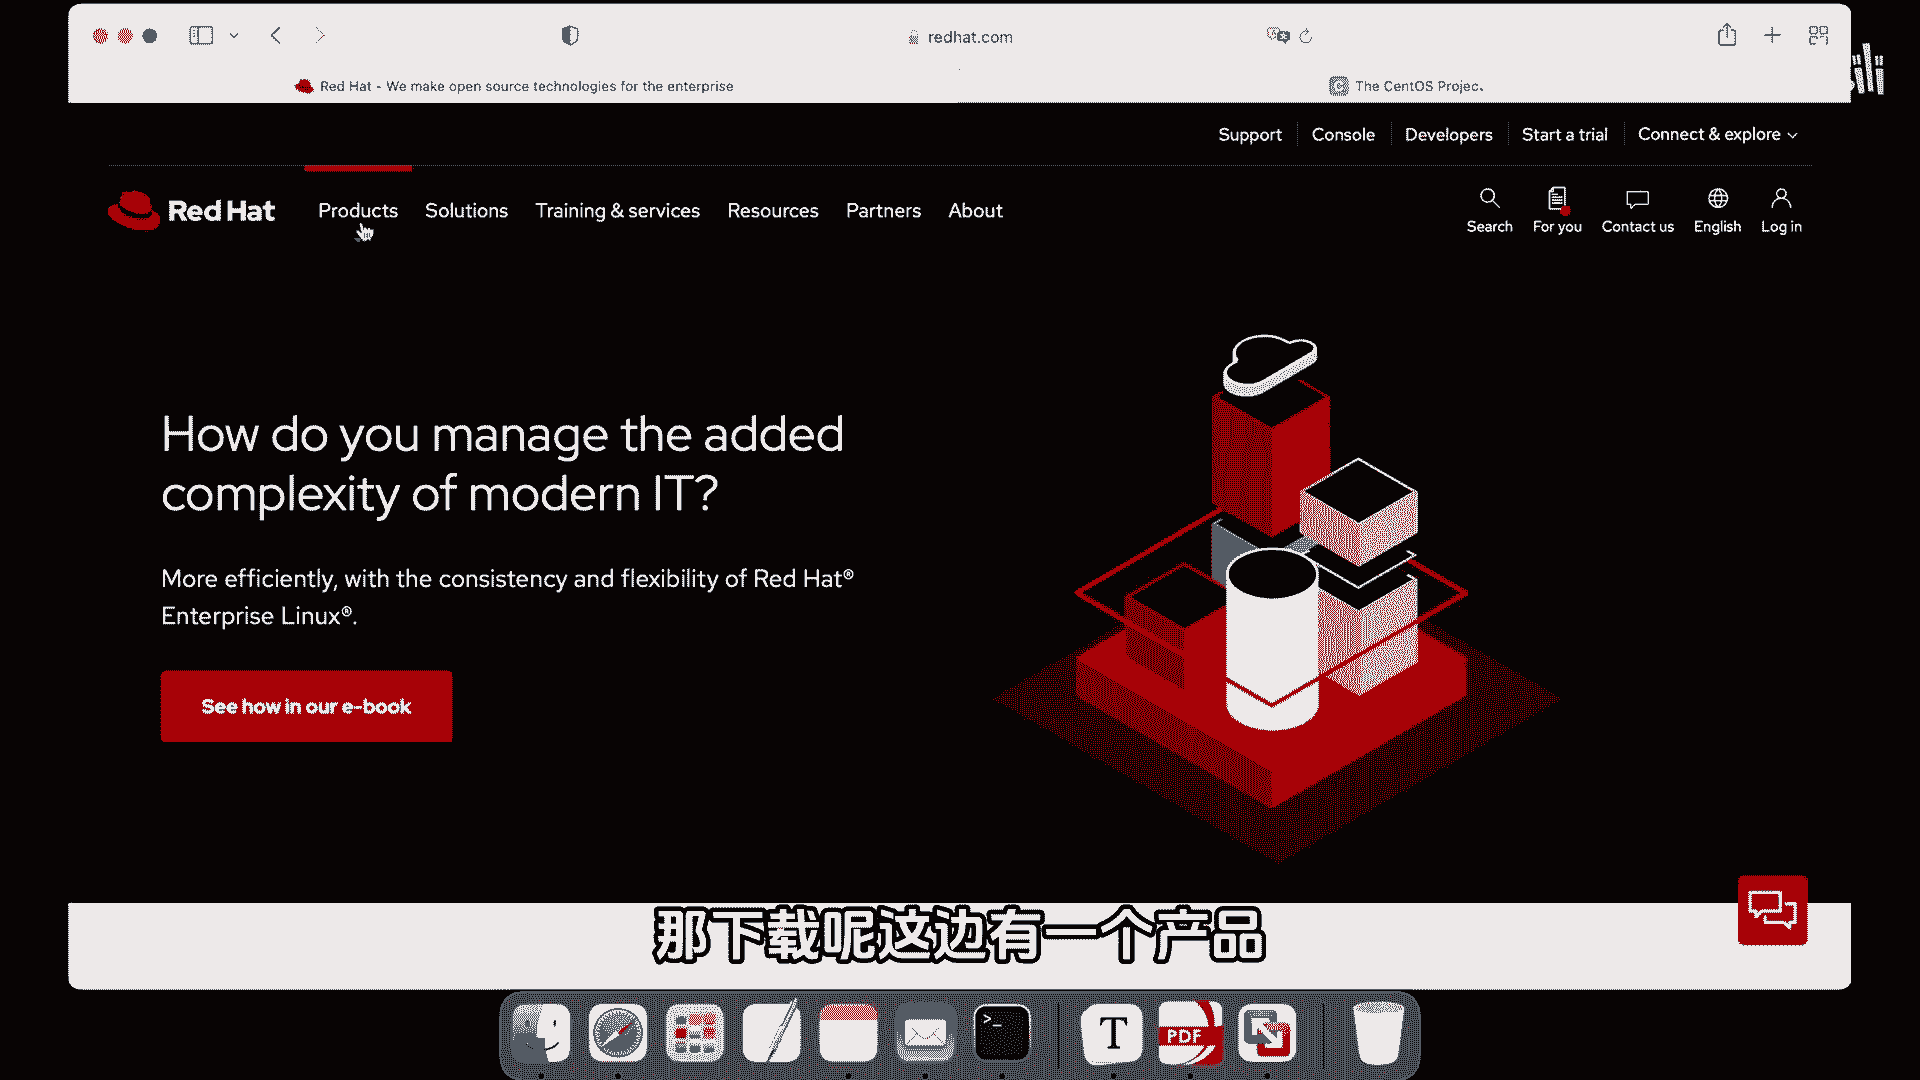 redhat.com
Red Hat - We make open source technologies for the enterprise
The CentOS Projec.
Support
Console
Developers
Start a trial
Connect & explore
Red Hat
Products
Solutions
Training & services
Resources
Partners
About
Search
For you
Contact us
English
Log in
How do you manage the added
complexity of modern IT?
More efficiently, with the consistency and flexibility of Red Hat®
Enterprise Linux®.
See how in our e-book
那下载呢这边有一个产品
>_
T
PDF